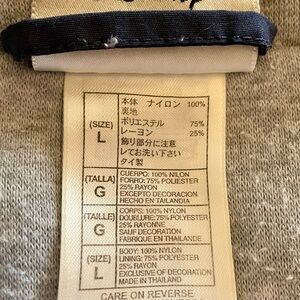 本体 ナイロン 100%
裏地
(SIZE) ポリエステル 75%
L レーヨン 25%
飾り部分に注意
レてお洗い下さい
タイ製
(TALLA) CUERPO: 100% NILON
G FORRO: 75% POLIESTER
25% RAYON
EXCEPTO DECORACION
HECHO EN TAILANDIA
(TAILLE) CORPS: 100% NYLON
G DOUBLURE: 75% POLYESTER
25% RAYONNE
SAUF DECORATION
FABRIQUE EN THAILANDE
(SIZE) BODY: 100% NYLON
L LINING: 75% POLYESTER
25% RAYON
EXCLUSIVE OF DECORATION
MADE IN THAILAND
CARE ON REVERSE